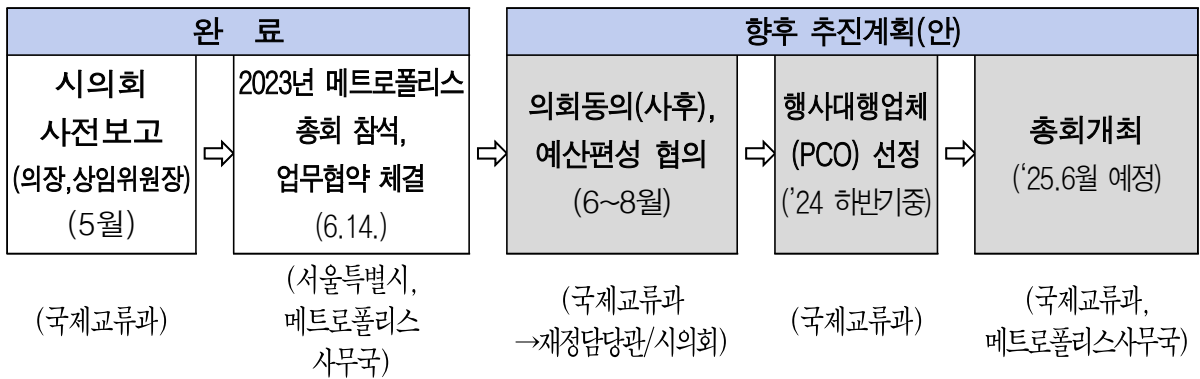 완 료
향후 추진계획(안)
시의회
사전보고
(의장,상임위원장)
(5월)
⇨
2023년 메트로폴리스
총회 참석,
업무협약 체결
(6.14.)
⇨
의회동의(사후),
예산편성 협의
(6~8월)
⇨
행사대행업체
(PCO) 선정
(’24 하반기중)
⇨
총회개최
(‘25.6월 예정)
(국제교류과)
(서울특별시,
메트로폴리스
사무국)
(국제교류과
→재정담당관/시의회)
(국제교류과)
(국제교류과,
메트로폴리스사무국)